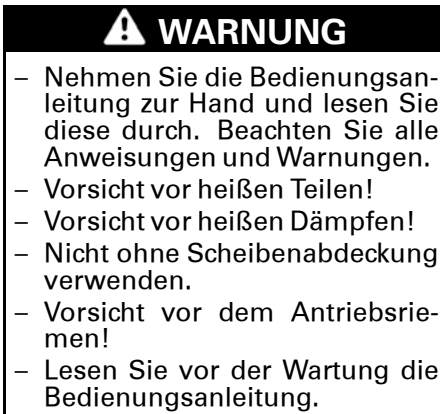 WARNUNG
– Nehmen Sie die Bedienungsan-
leitung zur Hand und lesen Sie
diese durch. Beachten Sie alle
Anweisungen und Warnungen.
– Vorsicht vor heißen Teilen!
– Vorsicht vor heißen Dämpfen!
– Nicht ohne Scheibenabdeckung
verwenden.
– Vorsicht vor dem Antriebsrie-
men!
– Lesen Sie vor der Wartung die
Bedienungsanleitung.